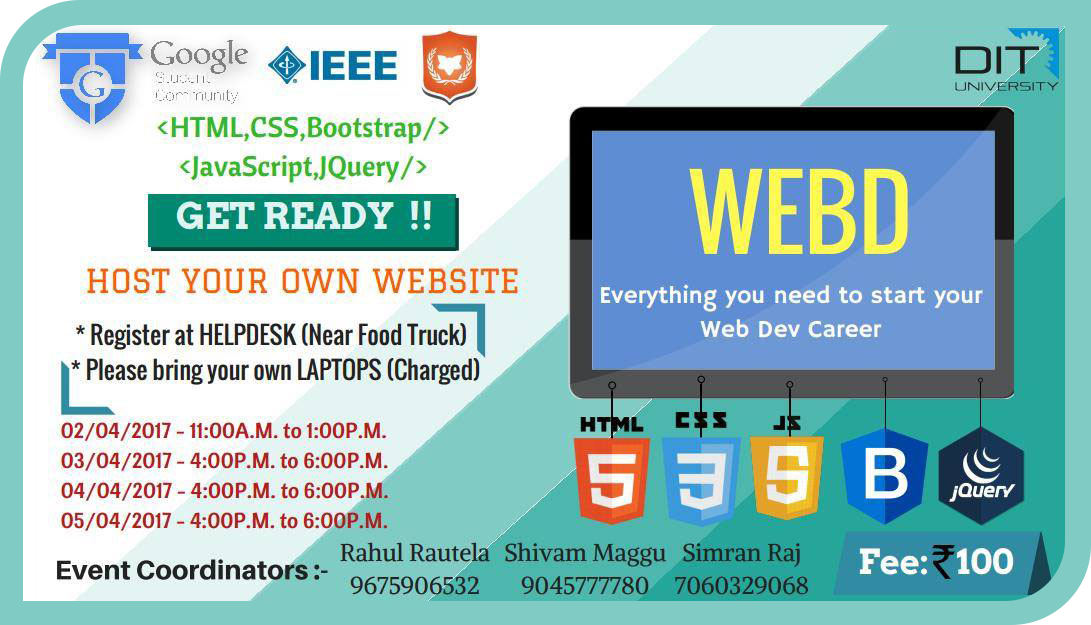 Google
Student
Community
IEEE
DIT
UNIVERSITY
<HTML,CSS,Bootstrap/>
<JavaScript,JQuery/>
GET READY !!
HOST YOUR OWN WEBSITE
* Register at HELPDESK (Near Food Truck)
* Please bring your own LAPTOPS (Charged)
02/04/2017 - 11:00A.M. to 1:00P.M.
03/04/2017 - 4:00P.M. to 6:00P.M.
04/04/2017 - 4:00P.M. to 6:00P.M.
05/04/2017 - 4:00P.M. to 6:00P.M.
WEBD
Everything you need to start your
Web Dev Career
HTML
5
CSS
3
JS
5
B
jQuery
Event Coordinators :-
Rahul Rautela Shivam Maggu Simran Raj
9675906532 9045777780 7060329068
Fee:₹100